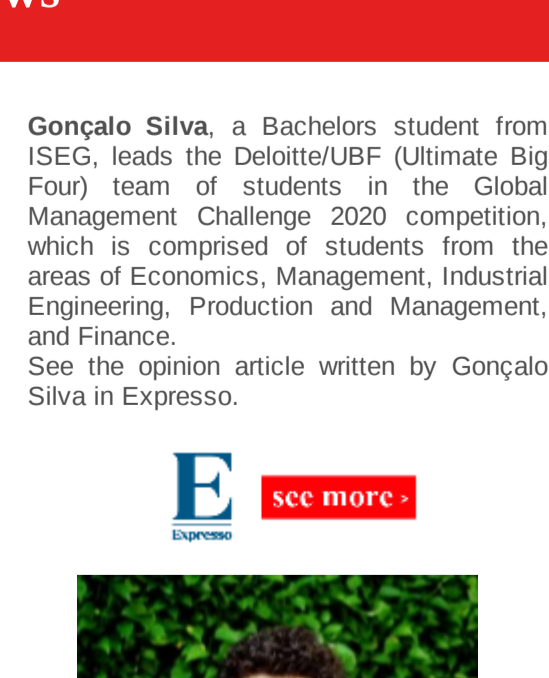 Gonçalo Silva, a Bachelors student from
ISEG, leads the Deloitte/UBF (Ultimate Big
Four) team of students in the Global
Management Challenge 2020 competition,
which is comprised of students from the
areas of Economics, Management, Industrial
Engineering, Production and Management,
and Finance.
See the opinion article written by Gonçalo
Silva in Expresso.
E
Expresso
see more >